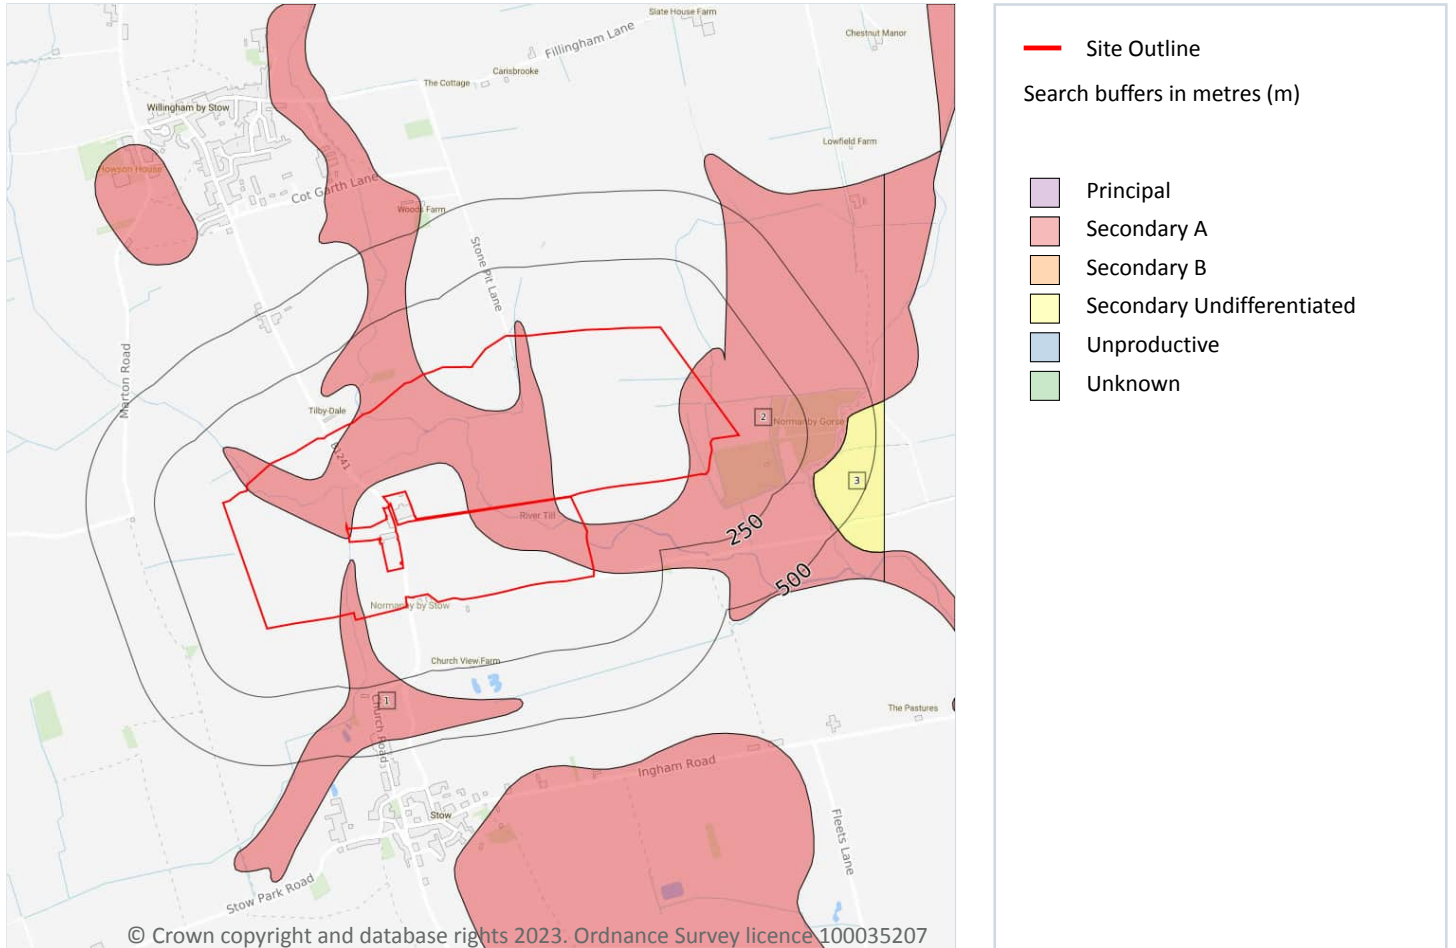 Slate House Farm
Chestnut Manor
Fillingham Lane
Carisbrooke
The Cottage
Willingham by Stow
Lowfield Farm
Howson House
Cot Garth Lane
Woods Farm
Stone Pit Lane
Marton Road
Tilby-Dale
B1241
2
Normanby Gorse
3
River Till
250
500
Normanby by Stow
Church View Farm
1
Church Road
The Pastures
Ingham Road
Stow
Fleets Lane
Stow Park Road
© Crown copyright and database rights 2023. Ordnance Survey licence 100035207
Site Outline
Search buffers in metres (m)
Principal
Secondary A
Secondary B
Secondary Undifferentiated
Unproductive
Unknown